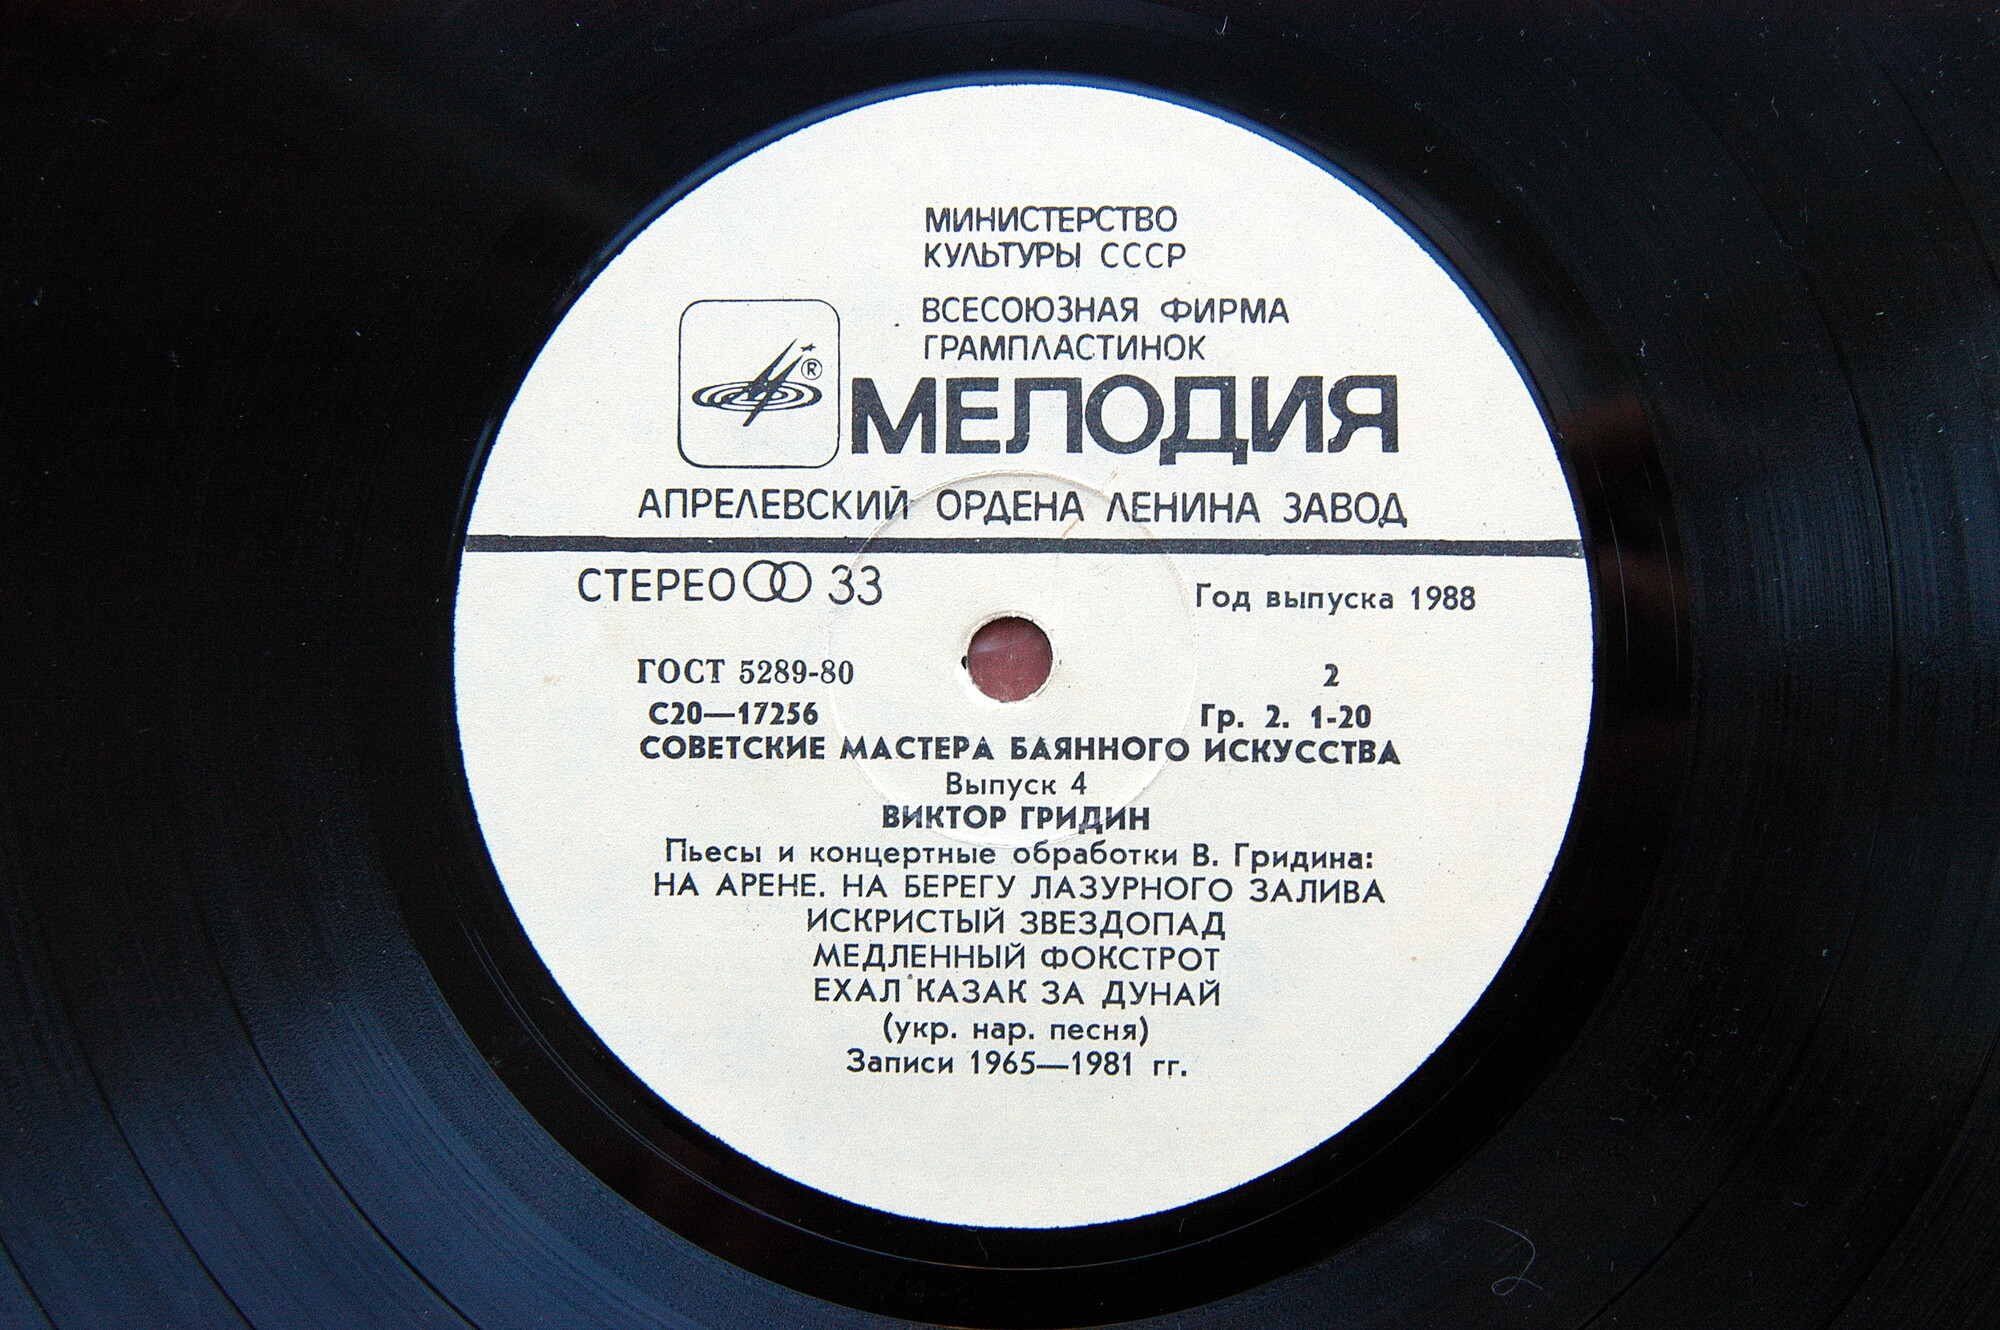 МИНИСТЕРСТВО
КУЛЬТУРЫ СССР
ВСЕСОЮЗНАЯ ФИРМА
ГРАМПЛАСТИНОК
®
МЕЛОДИЯ
АПРЕЛЕВСКИЙ ОРДЕНА ЛЕНИНА ЗАВОД
СТЕРЕО 33
Год выпуска 1988
ГОСТ 5289-80
2
С20—17256
Гр. 2. 1-20
СОВЕТСКИЕ МАСТЕРА БАЯННОГО ИСКУССТВА
Выпуск 4
ВИКТОР ГРИДИН
Пьесы и концертные обработки В. Гридина:
НА АРЕНЕ. НА БЕРЕГУ ЛАЗУРНОГО ЗАЛИВА
ИСКРИСТЫЙ ЗВЕЗДОПАД
МЕДЛЕННЫЙ ФОКСТРОТ
ЕХАЛ КАЗАК ЗА ДУНАЙ
(укр. нар. песня)
Записи 1965—1981 гг.
2